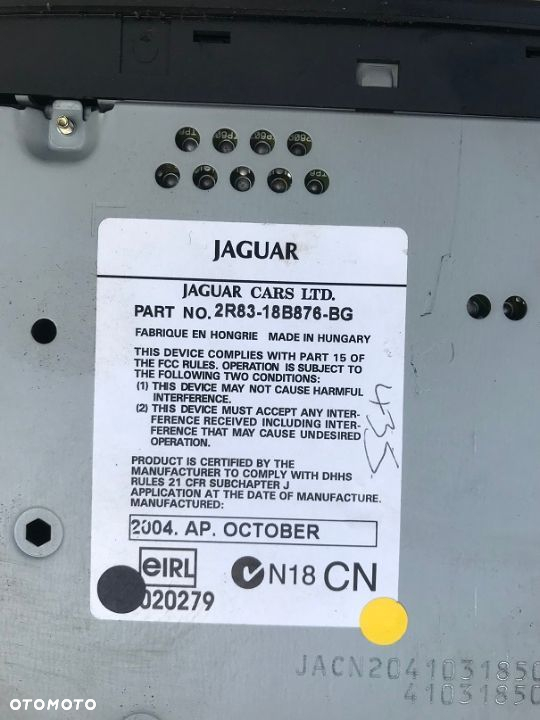 JAGUAR
JAGUAR CARS LTD.
PART NO. 2R83-18B876-BG
FABRIQUE EN HONGRIE MADE IN HUNGARY
THIS DEVICE COMPLIES WITH PART 15 OF
THE FCC RULES. OPERATION IS SUBJECT TO
THE FOLLOWING TWO CONDITIONS:
(1) THIS DEVICE MAY NOT CAUSE HARMFUL
INTERFERENCE.
(2) THIS DEVICE MUST ACCEPT ANY INTER-
FERENCE RECEIVED INCLUDING INTER-
FERENCE THAT MAY CAUSE UNDESIRED
OPERATION.
435
PRODUCT IS CERTIFIED BY THE
MANUFACTURER TO COMPLY WITH DHHS
RULES 21 CFR SUBCHAPTER J
APPLICATION AT THE DATE OF MANUFACTURE.
MANUFACTURED:
2004. AP. OCTOBER
eIRL N18 CN
020279
JACN2041031850
41031850
OTOMOTO